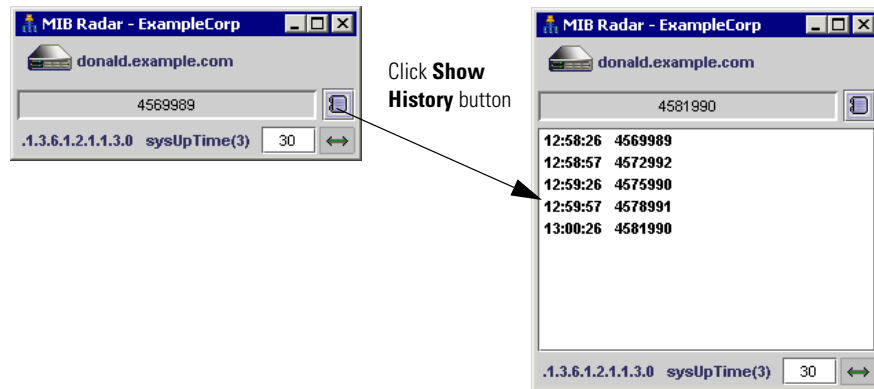 MIB Radar - ExampleCorp
donald.example.com
4569989
.1.3.6.1.2.1.1.3.0 sysUpTime(3) 30
Click Show
History button
MIB Radar - ExampleCorp
donald.example.com
4581990
12:58:26 4569989
12:58:57 4572992
12:59:26 4575990
12:59:57 4578991
13:00:26 4581990
.1.3.6.1.2.1.1.3.0 sysUpTime(3) 30